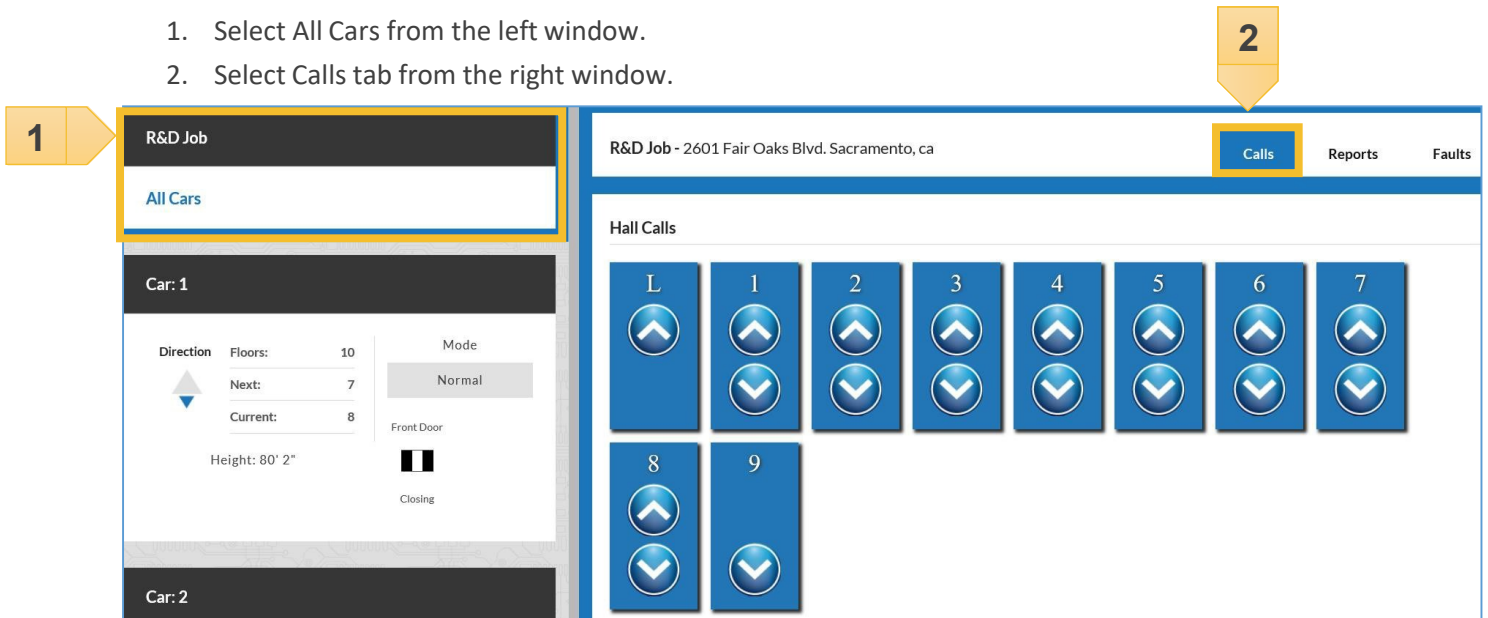 1. Select All Cars from the left window.
2. Select Calls tab from the right window.
2
1
R&D Job
All Cars
Car: 1
Direction
Floors: 10
Next: 7
Current: 8
Height: 80' 2"
Mode
Normal
Front Door
Closing
Car: 2
R&D Job - 2601 Fair Oaks Blvd. Sacramento, ca
Calls Reports Faults
Hall Calls
L 1 2 3 4 5 6 7
8 9